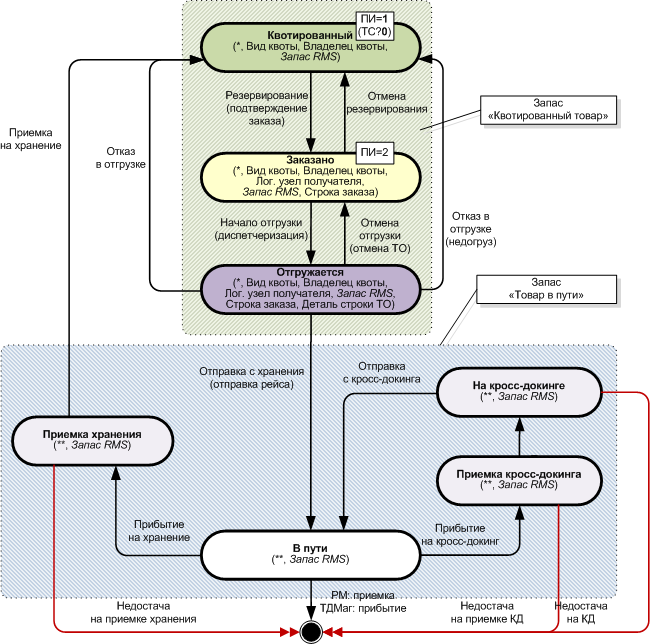 ПИ=1
(ТС?0)
Квотированный
(*, Вид квоты, Владелец квоты,
Запас RMS)
Резервирование
(подтверждение
заказа)
Отмена
резервирования
Запас
«Квотированный товар»
Приемка
на хранение
Отказ
в отгрузке
ПИ=2
Заказано
(*, Вид квоты, Владелец квоты,
Лог. узел получателя,
Запас RMS, Строка заказа)
Начало отгрузки
(диспетчеризация)
Отмена
отгрузки
(отмена ТО)
Отказ в
отгрузке
(недогруз)
Отгружается
(*, Вид квоты, Владелец квоты,
Лог. узел получателя, Запас RMS,
Строка заказа, Деталь строки ТО)
Запас
«Товар в пути»
Отправка с хранения
(отправка рейса)
Отправка
с кросс-докинга
На кросс-докинге
(**, Запас RMS)
Приемка хранения
(**, Запас RMS)
Приемка кросс-докинга
(**, Запас RMS)
Прибытие
на хранение
В пути
(**, Запас RMS)
Прибытие
на кросс-докинг
РМ: приемка
ТДМаг: прибытие
Недостача
на приемке хранения
Недостача
на приемке КД
Недостача
на КД